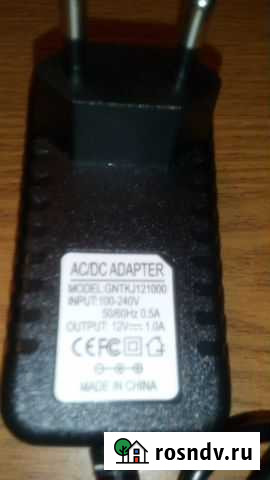 AC/DC ADAPTER
MODEL:GNTKJ121000
INPUT:100-240V
50/60Hz 0.5A
OUTPUT: 12V⎓1.0A
CE FC
MADE IN CHINA
rosndv.ru